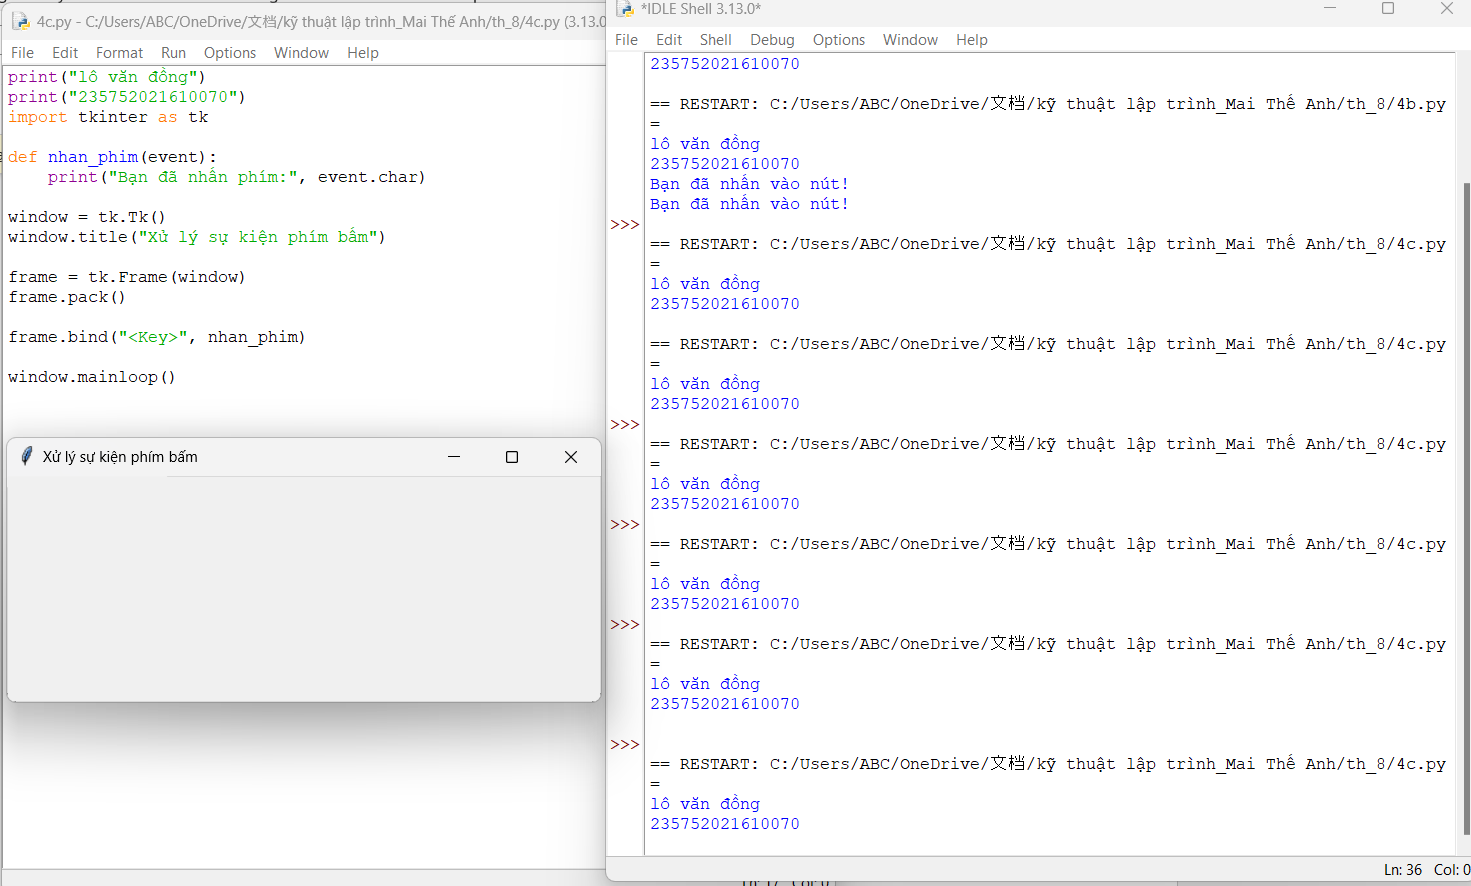 4c.py - C:/Users/ABC/OneDrive/文档/kỹ thuật lập trình_Mai Thế Anh/th_8/4c.py (3.13.0
File Edit Format Run Options Window Help
print("lô văn đồng")
print("235752021610070")
import tkinter as tk
def nhan_phim(event):
    print("Bạn đã nhấn phím:", event.char)
window = tk.Tk()
window.title("Xử lý sự kiện phím bấm")
frame = tk.Frame(window)
frame.pack()
frame.bind("<Key>", nhan_phim)
window.mainloop()
Xử lý sự kiện phím bấm
*IDLE Shell 3.13.0*
File Edit Shell Debug Options Window Help
235752021610070
== RESTART: C:/Users/ABC/OneDrive/文档/kỹ thuật lập trình_Mai Thế Anh/th_8/4b.py
=
lô văn đồng
235752021610070
Bạn đã nhấn vào nút!
Bạn đã nhấn vào nút!
>>>
== RESTART: C:/Users/ABC/OneDrive/文档/kỹ thuật lập trình_Mai Thế Anh/th_8/4c.py
=
lô văn đồng
235752021610070
== RESTART: C:/Users/ABC/OneDrive/文档/kỹ thuật lập trình_Mai Thế Anh/th_8/4c.py
=
lô văn đồng
235752021610070
>>>
== RESTART: C:/Users/ABC/OneDrive/文档/kỹ thuật lập trình_Mai Thế Anh/th_8/4c.py
=
lô văn đồng
235752021610070
>>>
== RESTART: C:/Users/ABC/OneDrive/文档/kỹ thuật lập trình_Mai Thế Anh/th_8/4c.py
=
lô văn đồng
235752021610070
>>>
== RESTART: C:/Users/ABC/OneDrive/文档/kỹ thuật lập trình_Mai Thế Anh/th_8/4c.py
=
lô văn đồng
235752021610070
>>>
== RESTART: C:/Users/ABC/OneDrive/文档/kỹ thuật lập trình_Mai Thế Anh/th_8/4c.py
=
lô văn đồng
235752021610070
Ln: 36 Col: 0